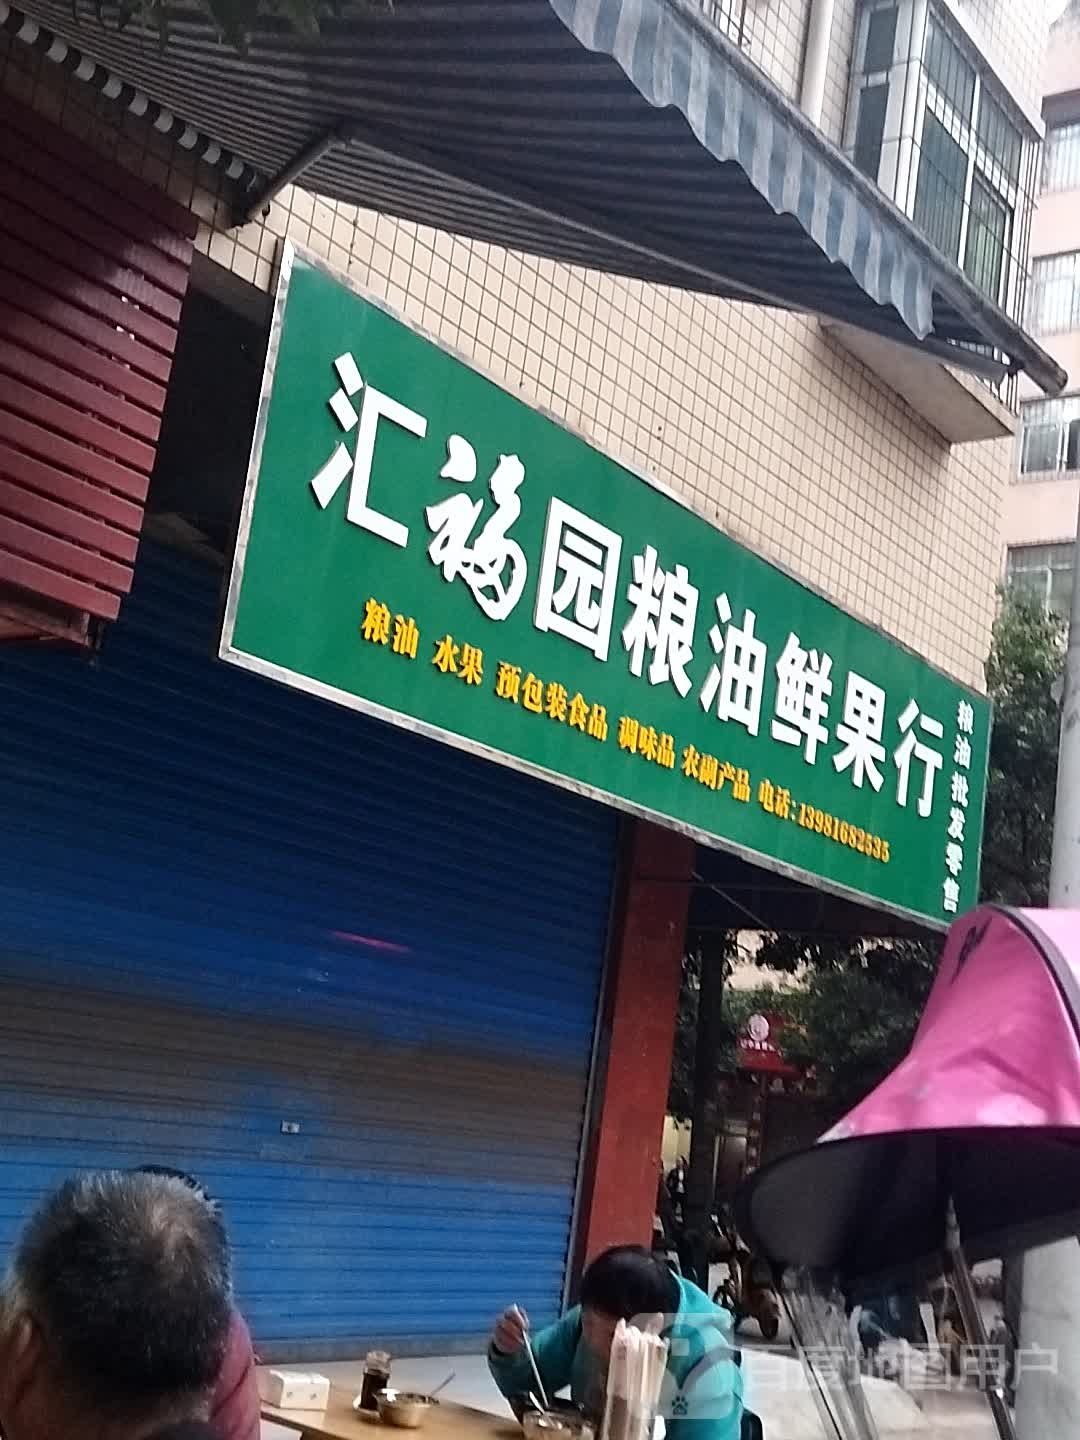 汇福园粮油鲜果行
粮油 水果 预包装食品 调味品 农副产品 电话:13981682535
粮油批发零售
百度地图用户